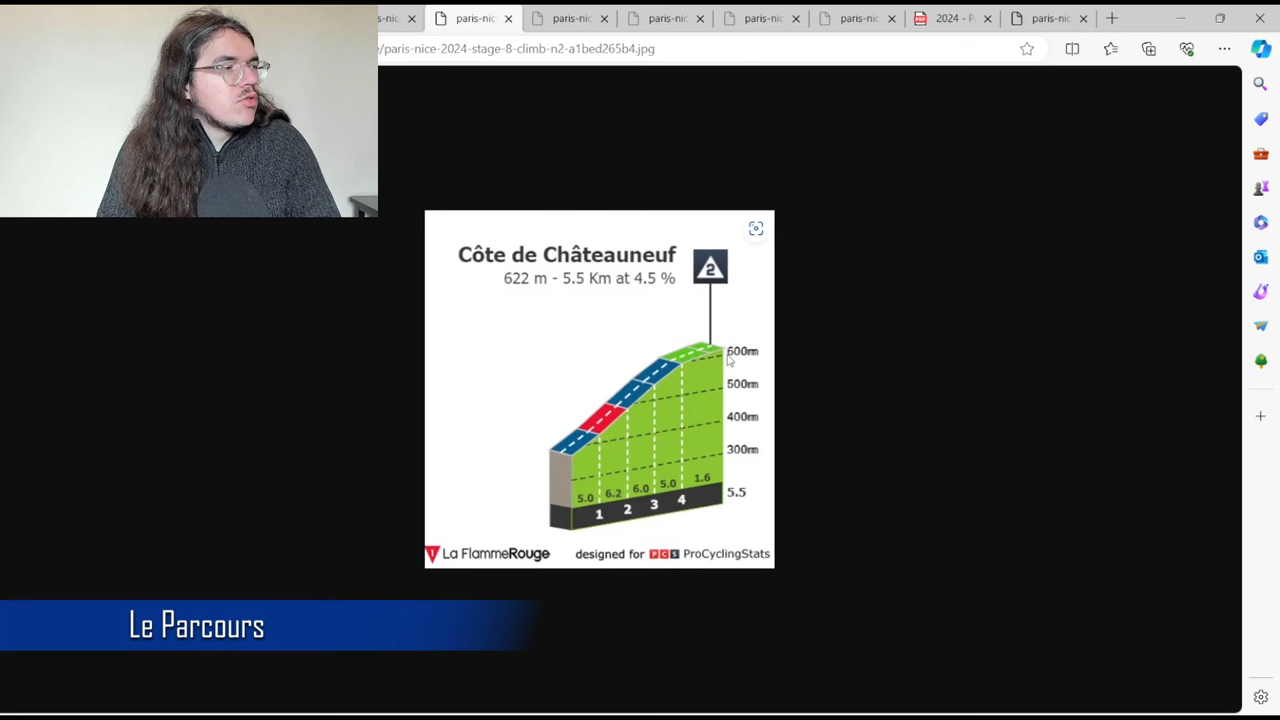 paris-nic
paris-nic
paris-nic
paris-nic
paris-nic
2024 - P
paris-nic
/paris-nice-2024-stage-8-climb-n2-a1bed265b4.jpg
Côte de Châteauneuf
622 m - 5.5 Km at 4.5 %
2
600m
500m
400m
300m
5.0 6.2 6.0 5.0 1.6
5.5
1 2 3 4
La FlammeRouge designed for PCS ProCyclingStats
Le Parcours